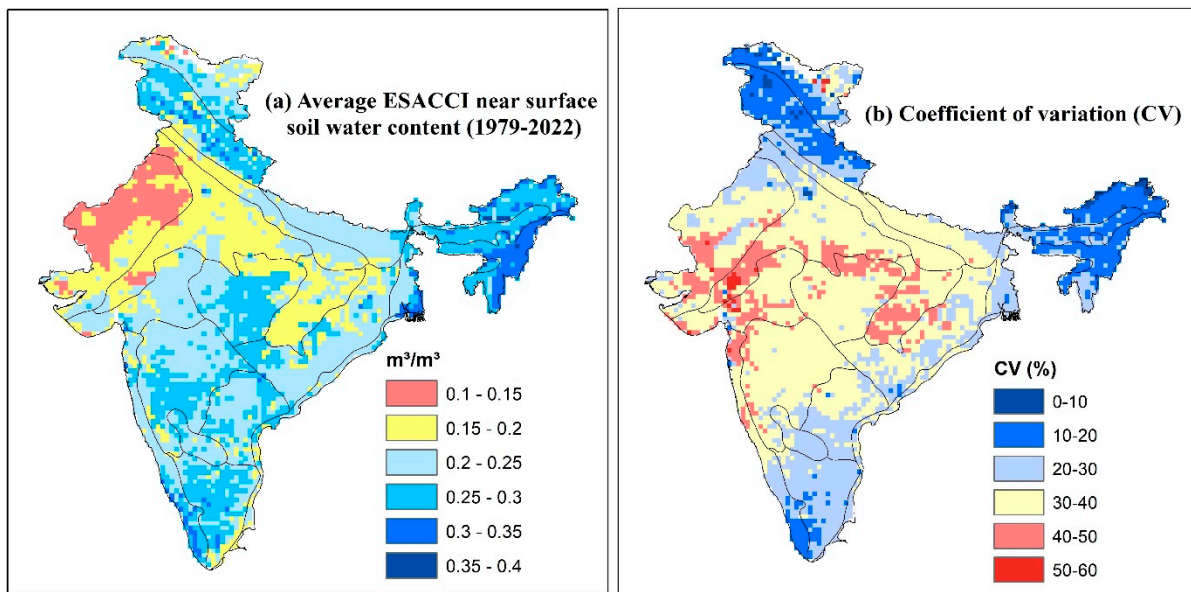 (a) Average ESACCI near surface
soil water content (1979-2022)
m³/m³
0.1 - 0.15
0.15 - 0.2
0.2 - 0.25
0.25 - 0.3
0.3 - 0.35
0.35 - 0.4
(b) Coefficient of variation (CV)
CV (%)
0-10
10-20
20-30
30-40
40-50
50-60